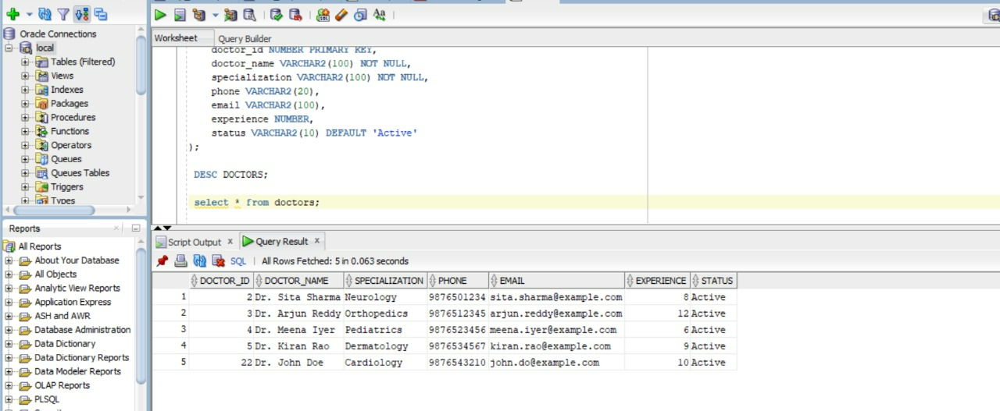 Oracle Connections
local
Tables (Filtered)
Views
Indexes
Packages
Procedures
Functions
Operators
Queues
Queues Tables
Triggers
Types
Reports
All Reports
About Your Database
All Objects
Analytic View Reports
Application Express
ASH and AWR
Database Administration
Data Dictionary
Data Dictionary Reports
Data Modeler Reports
OLAP Reports
PLSQL
Worksheet Query Builder
doctor_id NUMBER PRIMARY KEY,
doctor_name VARCHAR2(100) NOT NULL,
specialization VARCHAR2(100) NOT NULL,
phone VARCHAR2(20),
email VARCHAR2(100),
experience NUMBER,
status VARCHAR2(10) DEFAULT 'Active'
);
DESC DOCTORS;
select * from doctors;
Script Output x Query Result x
SQL | All Rows Fetched: 5 in 0.063 seconds
DOCTOR_ID DOCTOR_NAME SPECIALIZATION PHONE EMAIL EXPERIENCE STATUS
1 2 Dr. Sita Sharma Neurology 9876501234 sita.sharma@example.com 8 Active
2 3 Dr. Arjun Reddy Orthopedics 9876512345 arjun.reddy@example.com 12 Active
3 4 Dr. Meena Iyer Pediatrics 9876523456 meena.iyer@example.com 6 Active
4 5 Dr. Kiran Rao Dermatology 9876534567 kiran.rao@example.com 9 Active
5 22 Dr. John Doe Cardiology 9876543210 john.do@example.com 10 Active